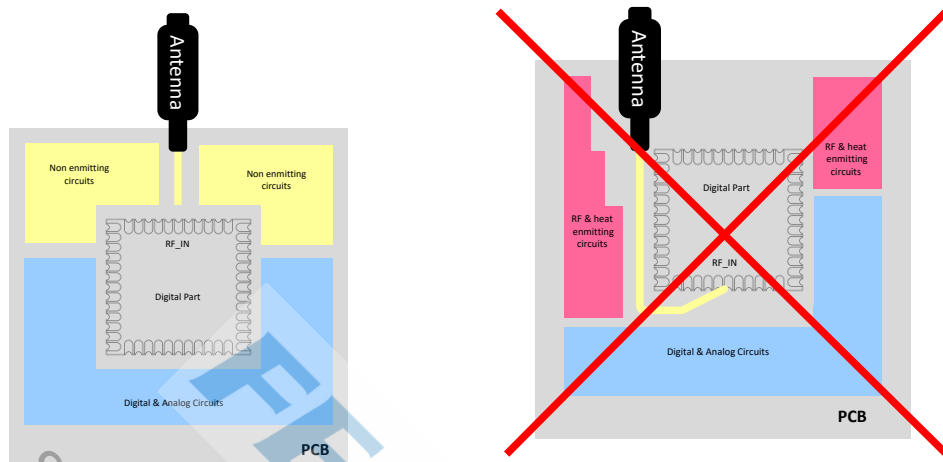 Antenna
Non enmitting
circuits
Non enmitting
circuits
RF_IN
Digital Part
Digital & Analog Circuits
PCB
Antenna
RF & heat
enmitting
circuits
Digital Part
RF & heat
enmitting
circuits
RF_IN
Digital & Analog Circuits
PCB